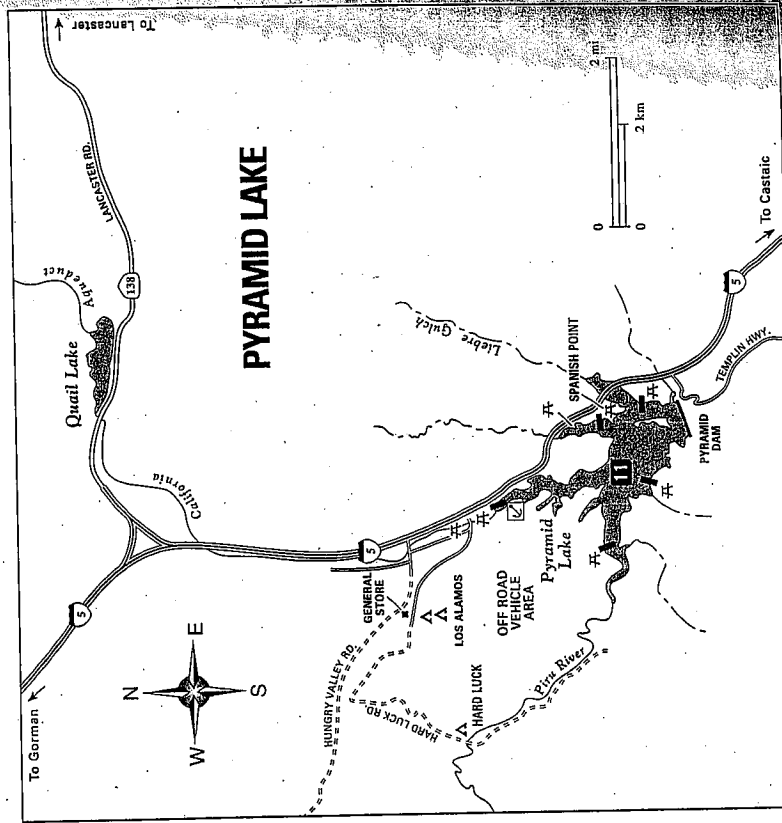 To Lancaster
LANCASTER RD.
138
Aqueduct
Quail Lake
California
5
To Gorman
N
E
S
W
PYRAMID LAKE
2 mi
2 km
0
0
To Castaic
5
TEMPLIN HWY.
Liebre Gulch
SPANISH POINT
PYRAMID
DAM
11
Pyramid
Lake
5
GENERAL
STORE
LOS ALAMOS
OFF ROAD
VEHICLE
AREA
HUNGRY VALLEY RD.
HARD LUCK RD.
HARD LUCK
Piru River